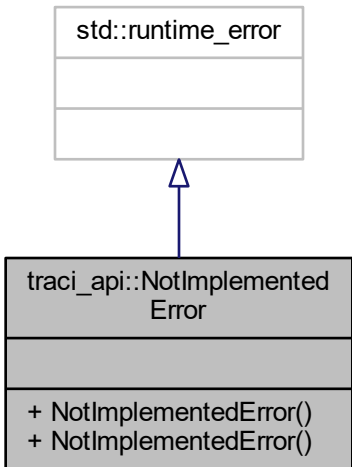 std::runtime_error
traci_api::NotImplemented
Error
+ NotImplementedError()
+ NotImplementedError()